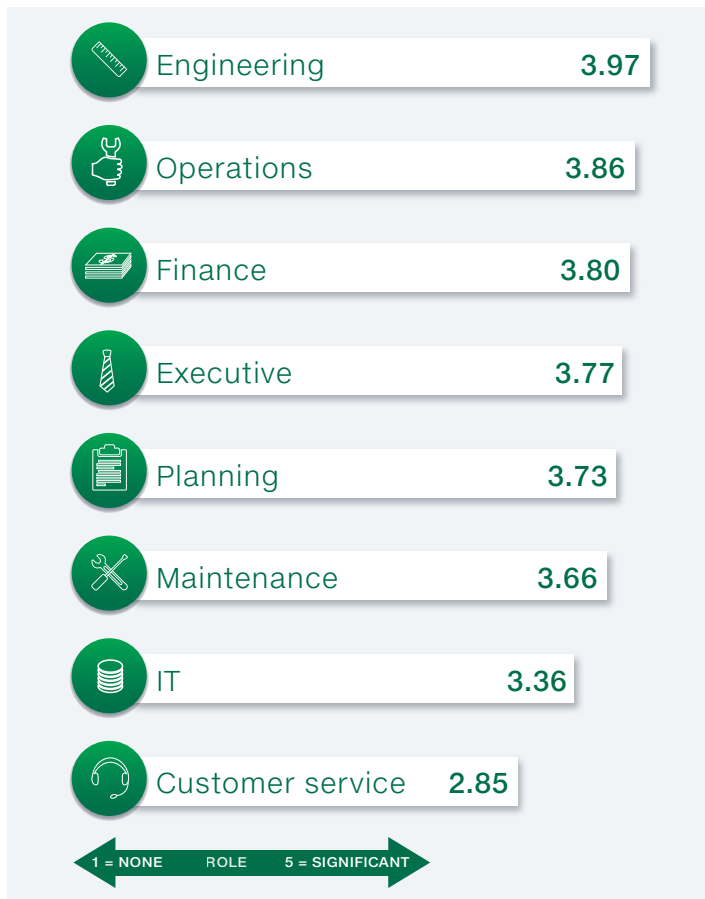 Engineering 3.97
Operations 3.86
Finance 3.80
Executive 3.77
Planning 3.73
Maintenance 3.66
IT 3.36
Customer service 2.85
1 = NONE ROLE 5 = SIGNIFICANT